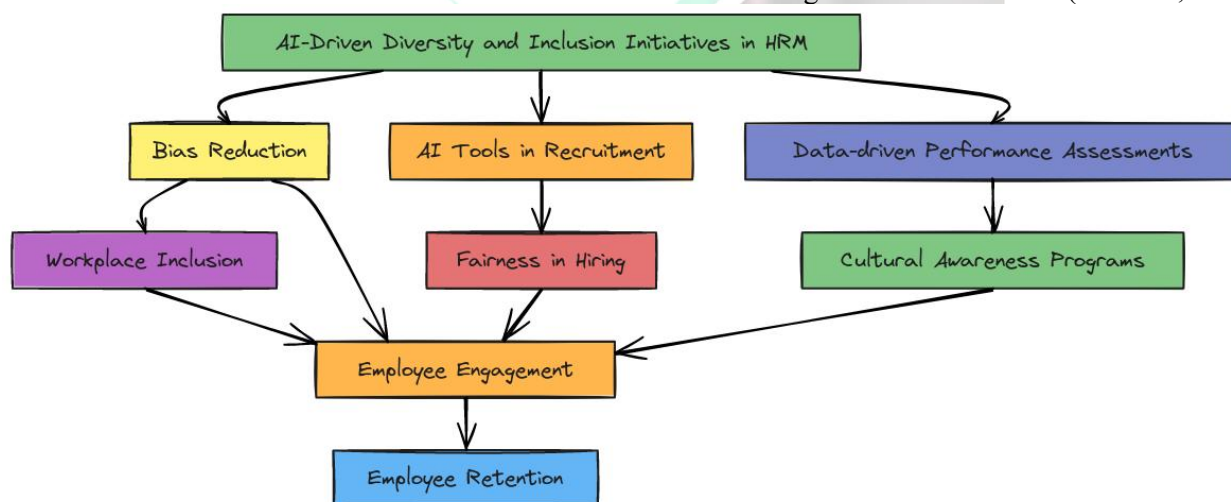 AI-Driven Diversity and Inclusion Initiatives in HRM
Bias Reduction
AI Tools in Recruitment
Data-driven Performance Assessments
Workplace Inclusion
Fairness in Hiring
Cultural Awareness Programs
Employee Engagement
Employee Retention